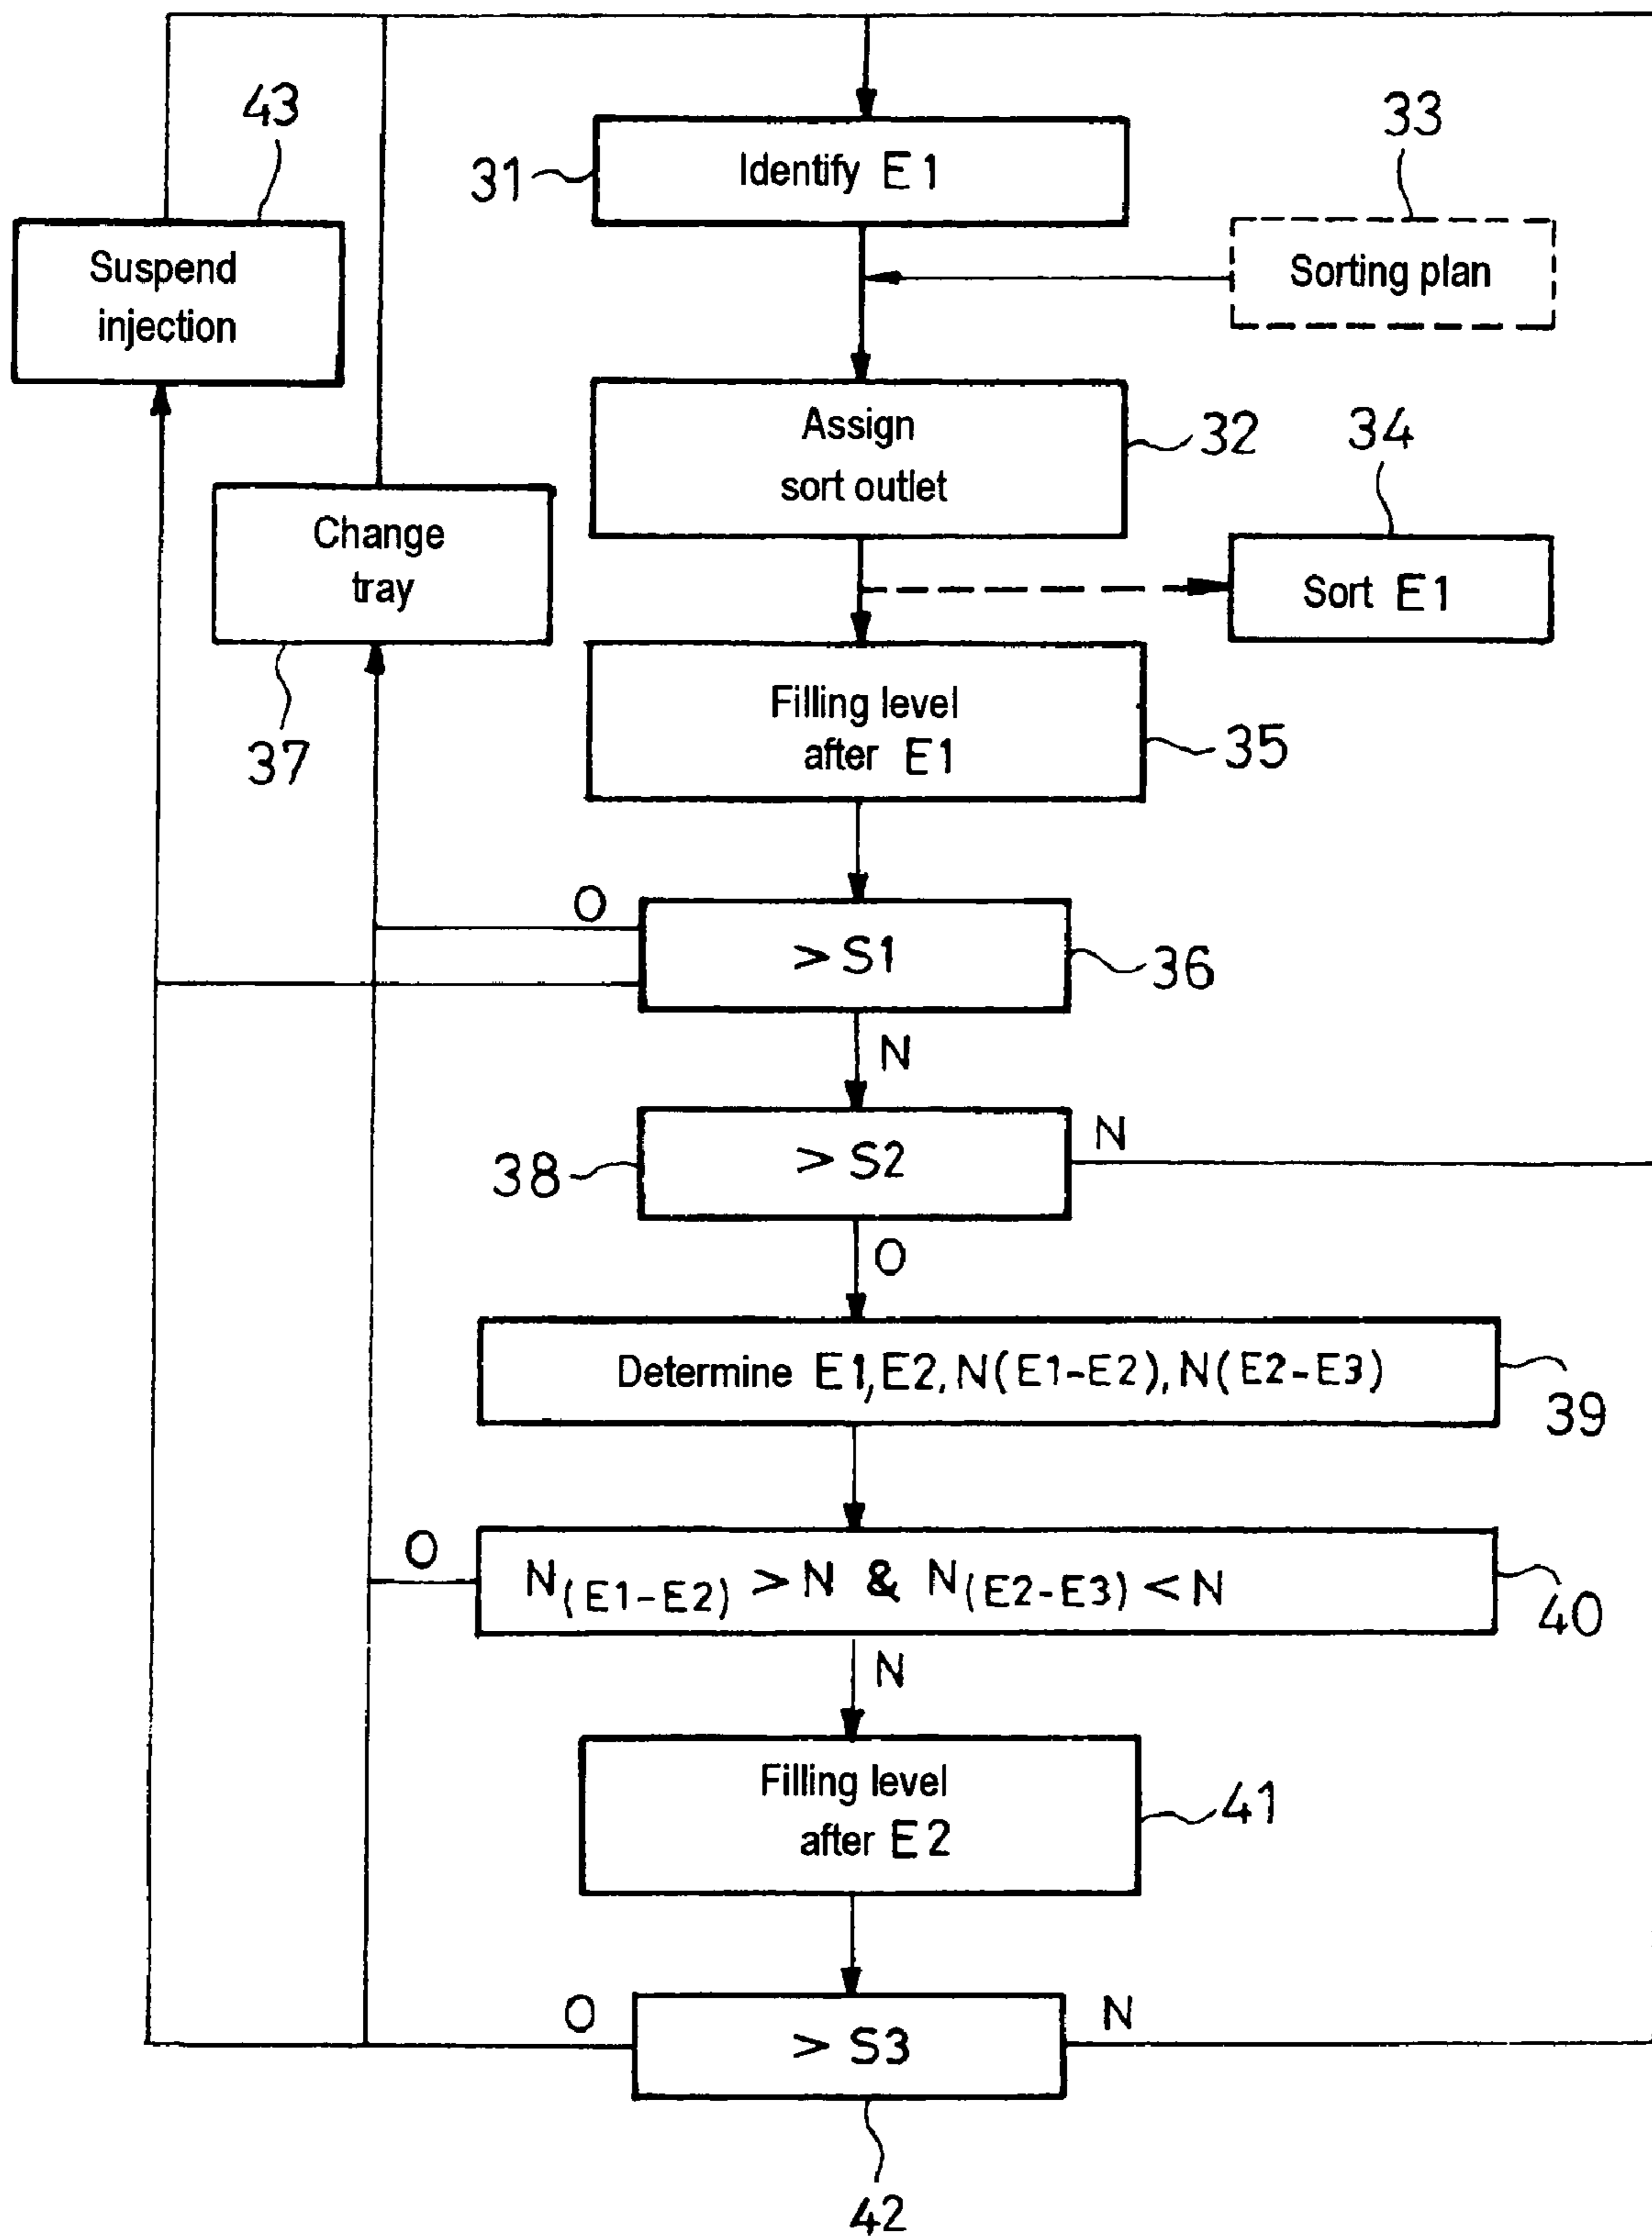 43
31
Identify E1
33
Sorting plan
Suspend
injection
Assign
sort outlet
32
34
Sort E1
Change
tray
37
Filling level
after E1
35
O
> S1
36
N
38
> S2
N
O
Determine E1,E2,N(E1-E2),N(E2-E3)
39
O
N(E1-E2) > N & N(E2-E3) < N
40
N
Filling level
after E2
41
O
> S3
N
42